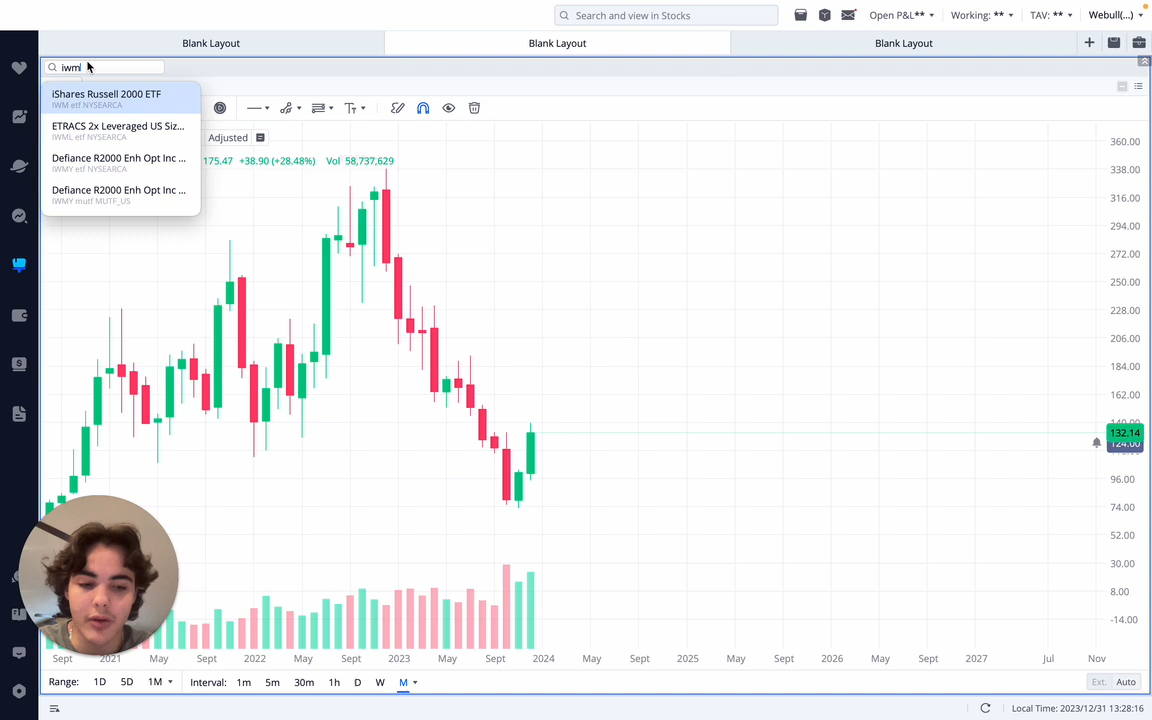 Search and view in Stocks
Open P&L**
Working: **
TAV: **
Webull(...)
Blank Layout
Blank Layout
Blank Layout
iwm
iShares Russell 2000 ETF
IWM etf NYSEARCA
ETRACS 2x Leveraged US Siz...
IWML etf NYSEARCA
Defiance R2000 Enh Opt Inc ...
IWMY etf NYSEARCA
Defiance R2000 Enh Opt Inc ...
IWMY mutf MUTF_US
Adjusted
175.47 +38.90 (+28.48%) Vol 58,737,629
360.00
338.00
316.00
294.00
272.00
250.00
228.00
206.00
184.00
162.00
140.00
132.14
124.00
96.00
74.00
52.00
30.00
8.00
-14.00
Sept 2021 May Sept 2022 May Sept 2023 May Sept 2024 May Sept 2025 May Sept 2026 May Sept 2027 Jul Nov
Range: 1D 5D 1M Interval: 1m 5m 30m 1h D W M
Ext. Auto
Local Time: 2023/12/31 13:28:16